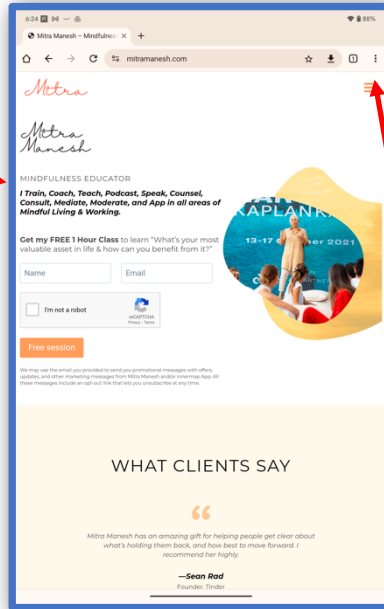 6:24
88%
Mitra Manesh – Mindfulnes
mitramanesh.com
Mitra
Mitra
Manesh
MINDFULNESS EDUCATOR
I Train, Coach, Teach, Podcast, Speak, Counsel,
Consult, Mediate, Moderate, and App in all areas of
Mindful Living & Working.
Get my FREE 1 Hour Class to learn "What's your most
valuable asset in life & how can you benefit from it?"
Name
Email
I'm not a robot
reCAPTCHA
Privacy - Terms
Free session
We may use the email you provided to send you promotional messages with offers,
updates, and other marketing messages from Mitra Manesh and/or innermap App. All
these messages include an opt-out link that lets you unsubscribe at any time.
KAPLANK
13-17
er 2021
WHAT CLIENTS SAY
Mitra Manesh has an amazing gift for helping people get clear about
what's holding them back, and how best to move forward. I
recommend her highly.
—Sean Rad
Founder, Tinder